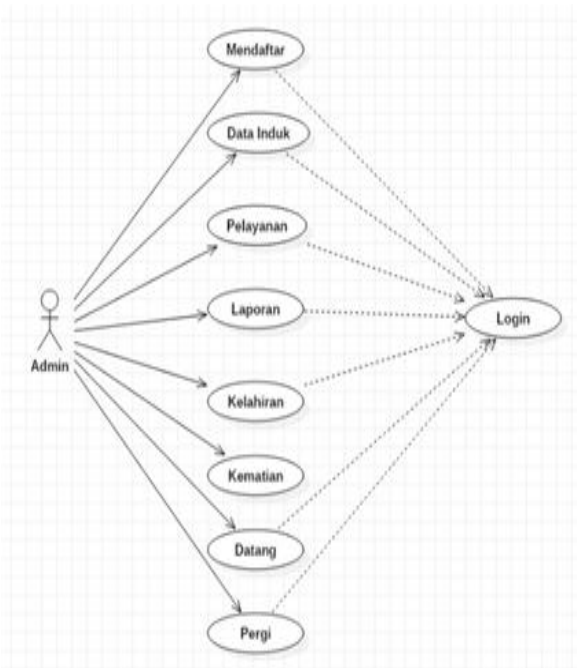 Mendaftar
Data Induk
Pelayanan
Laporan
Login
Admin
Kelahiran
Kematian
Datang
Pergi